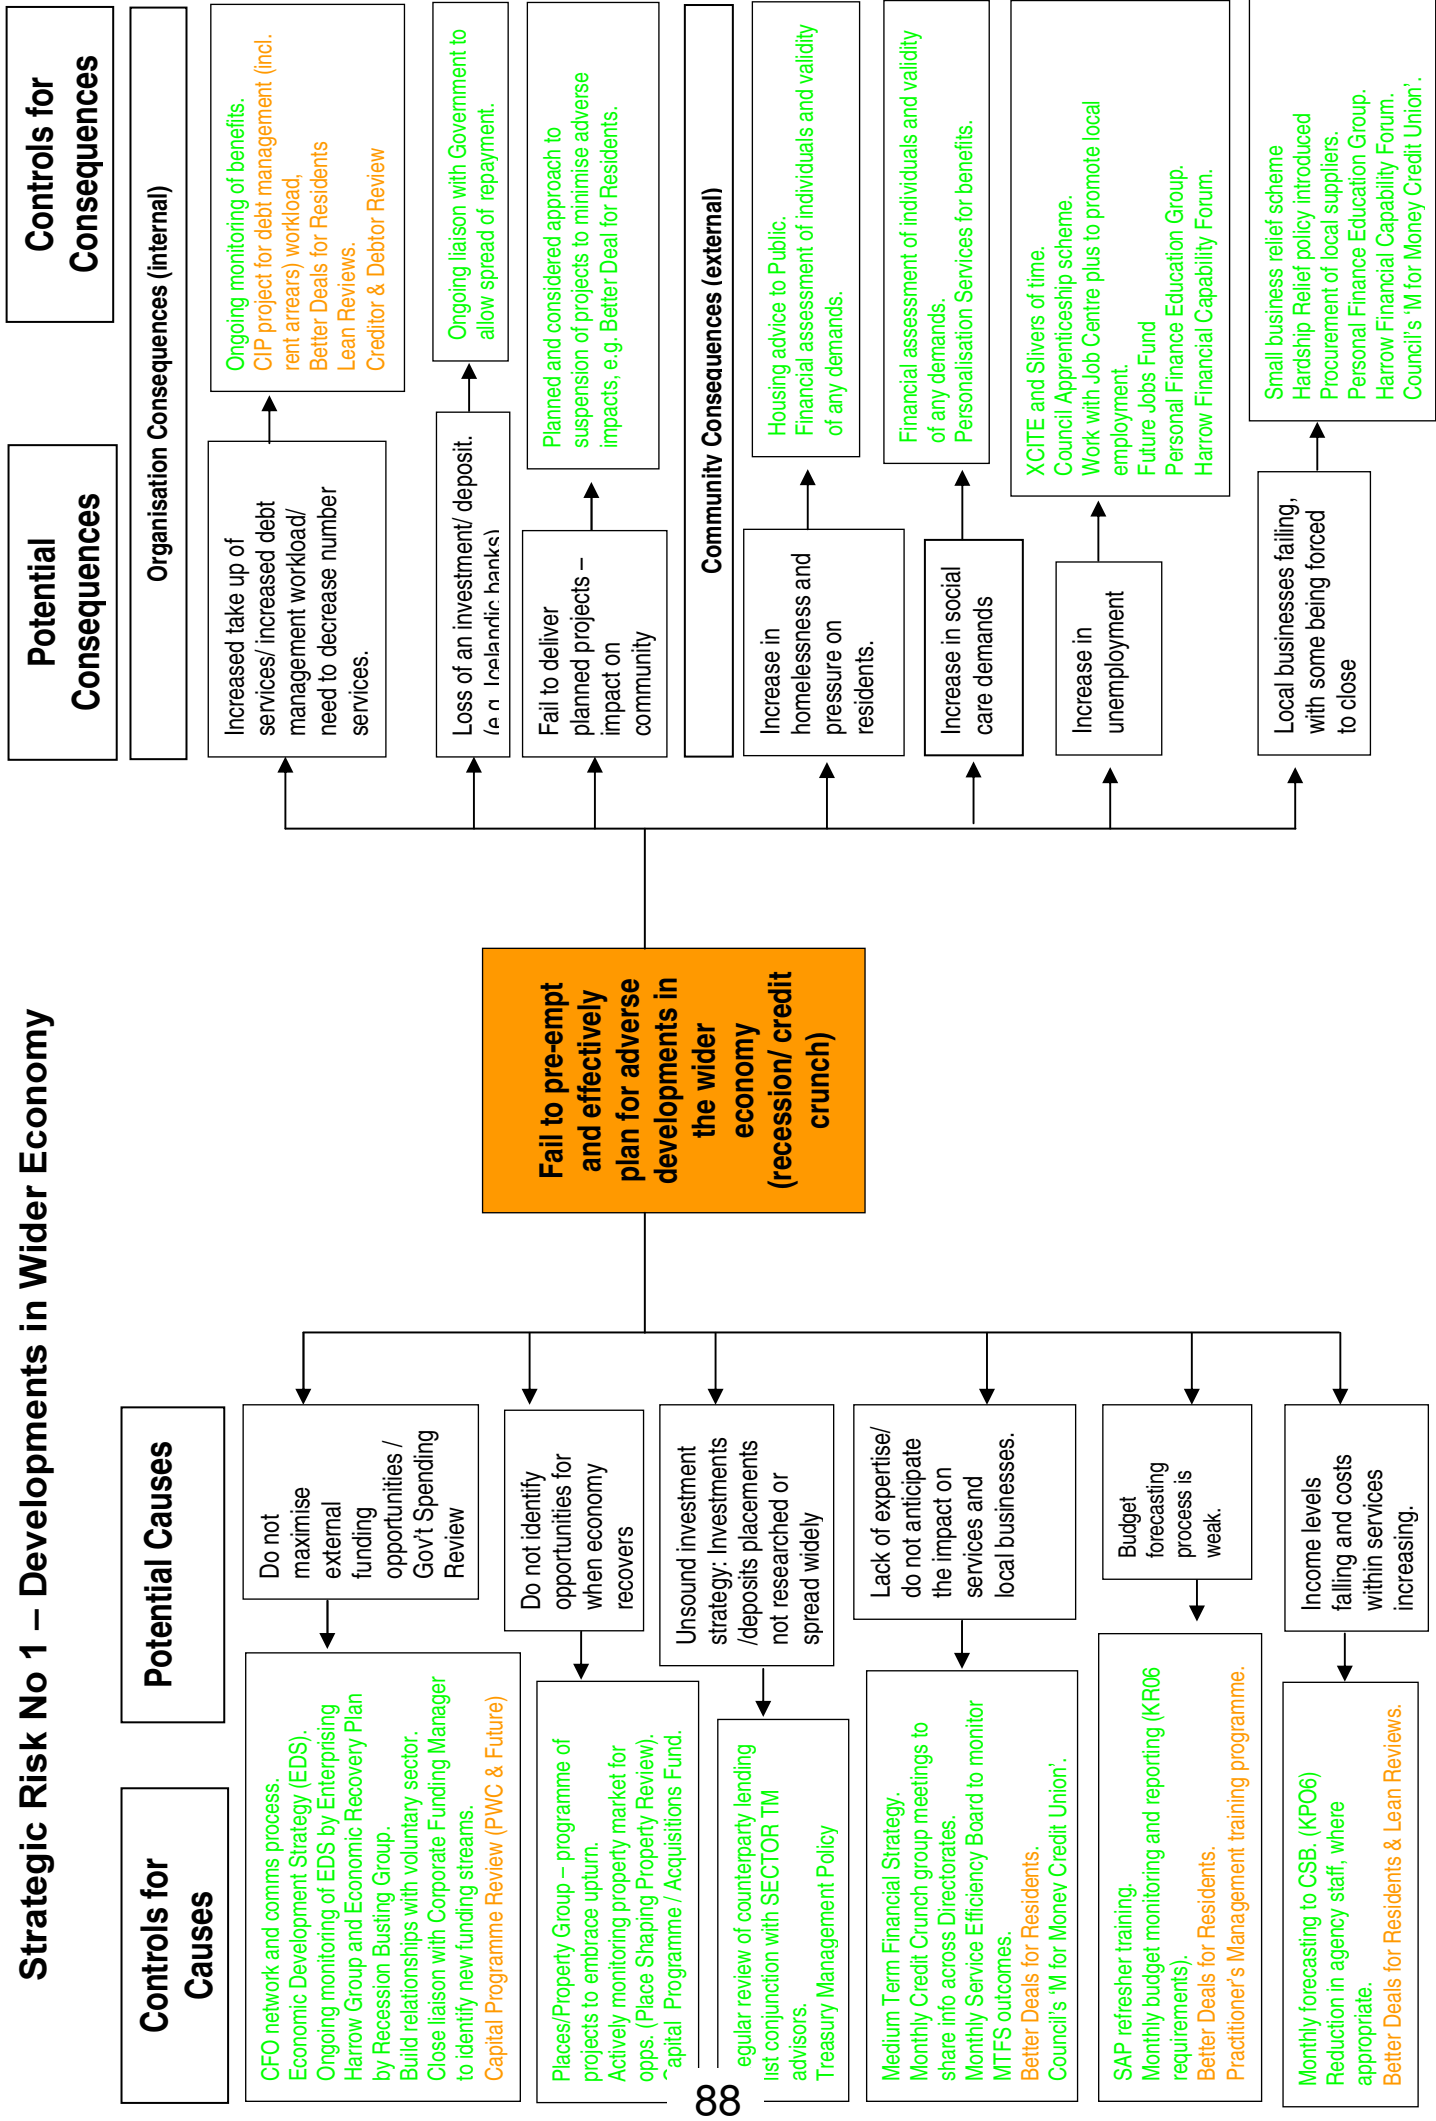 Strategic Risk No 1 – Developments in Wider Economy
Controls for
Causes
Potential Causes
Potential
Consequences
Controls for
Consequences
CFO network and comms process.
Economic Development Strategy (EDS).
Ongoing monitoring of EDS by Enterprising
Harrow Group and Economic Recovery Plan
by Recession Busting Group.
Build relationships with voluntary sector.
Close liaison with Corporate Funding Manager
to identify new funding streams.
Capital Programme Review (PWC & Future)
Do not
maximise
external
funding
opportunities /
Gov't Spending
Review
Places/Property Group – programme of
projects to embrace upturn.
Actively monitoring property market for
opps. (Place Shaping Property Review).
Capital Programme / Acquisitions Fund.
Do not identify
opportunities for
when economy
recovers
egular review of counterparty lending
list conjunction with SECTOR TM
advisors.
Treasury Management Policy
Unsound investment
strategy: Investments
/deposits placements
not researched or
spread widely
Medium Term Financial Strategy.
Monthly Credit Crunch group meetings to
share info across Directorates.
Monthly Service Efficiency Board to monitor
MTFS outcomes.
Better Deals for Residents.
Council's 'M for Money Credit Union'.
Lack of expertise/
do not anticipate
the impact on
services and
local businesses.
SAP refresher training.
Monthly budget monitoring and reporting (KR06
requirements).
Better Deals for Residents.
Practitioner's Management training programme.
Budget
forecasting
process is
weak.
Monthly forecasting to CSB. (KPO6)
Reduction in agency staff, where
appropriate.
Better Deals for Residents & Lean Reviews.
Income levels
falling and costs
within services
increasing.
Fail to pre-empt
and effectively
plan for adverse
developments in
the wider
economy
(recession/ credit
crunch)
Organisation Consequences (internal)
Increased take up of
services/ increased debt
management workload/
need to decrease number
services.
Ongoing monitoring of benefits.
CIP project for debt management (incl.
rent arrears) workload,
Better Deals for Residents
Lean Reviews.
Creditor & Debtor Review
Loss of an investment/ deposit.
(e.g. Icelandic banks)
Ongoing liaison with Government to
allow spread of repayment.
Fail to deliver
planned projects –
impact on
community
Planned and considered approach to
suspension of projects to minimise adverse
impacts, e.g. Better Deal for Residents.
Community Consequences (external)
Increase in
homelessness and
pressure on
residents.
Housing advice to Public.
Financial assessment of individuals and validity
of any demands.
Increase in social
care demands
Financial assessment of individuals and validity
of any demands.
Personalisation Services for benefits.
Increase in
unemployment
XCITE and Slivers of time.
Council Apprenticeship scheme.
Work with Job Centre plus to promote local
employment.
Future Jobs Fund
Personal Finance Education Group.
Harrow Financial Capability Forum.
Local businesses failing,
with some being forced
to close
Small business relief scheme
Hardship Relief policy introduced
Procurement of local suppliers.
Personal Finance Education Group.
Harrow Financial Capability Forum.
Council's 'M for Money Credit Union'.
88